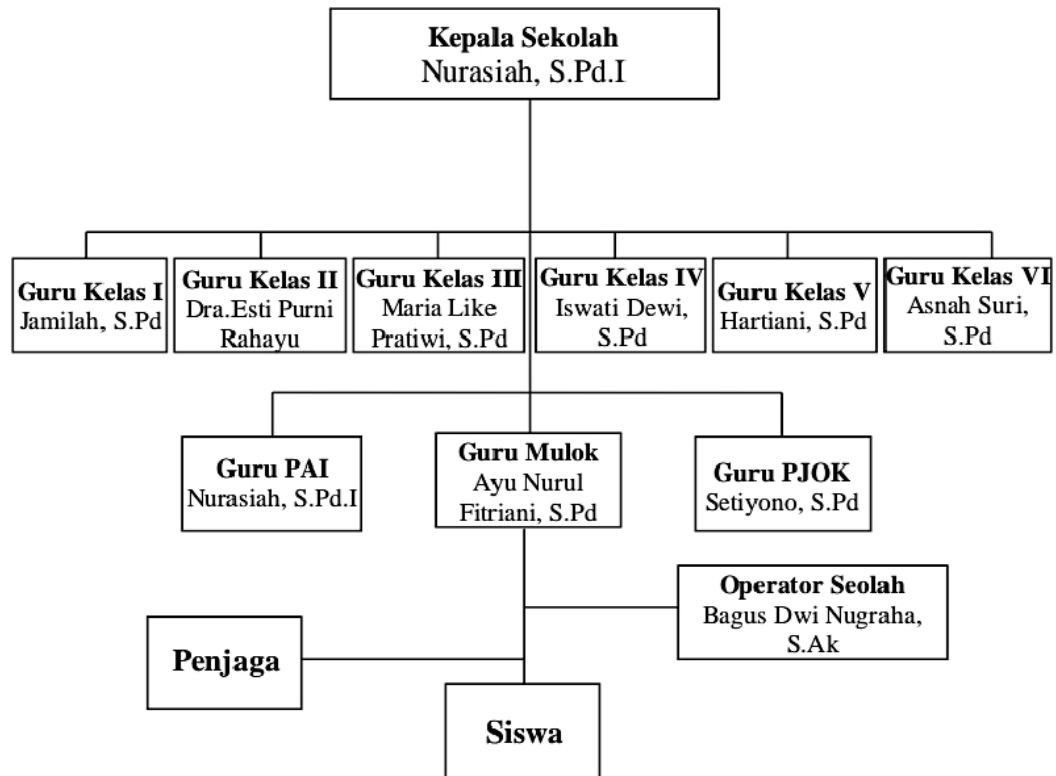 Kepala Sekolah
Nurasiah, S.Pd.I
Guru Kelas I
Jamilah, S.Pd
Guru Kelas II
Dra.Esti Purni
Rahayu
Guru Kelas III
Maria Like
Pratiwi, S.Pd
Guru Kelas IV
Iswati Dewi,
S.Pd
Guru Kelas V
Hartiani, S.Pd
Guru Kelas VI
Asnah Suri,
S.Pd
Guru PAI
Nurasiah, S.Pd.I
Guru Mulok
Ayu Nurul
Fitriani, S.Pd
Guru PJOK
Setiyono, S.Pd
Operator Seolah
Bagus Dwi Nugraha,
S.Ak
Penjaga
Siswa